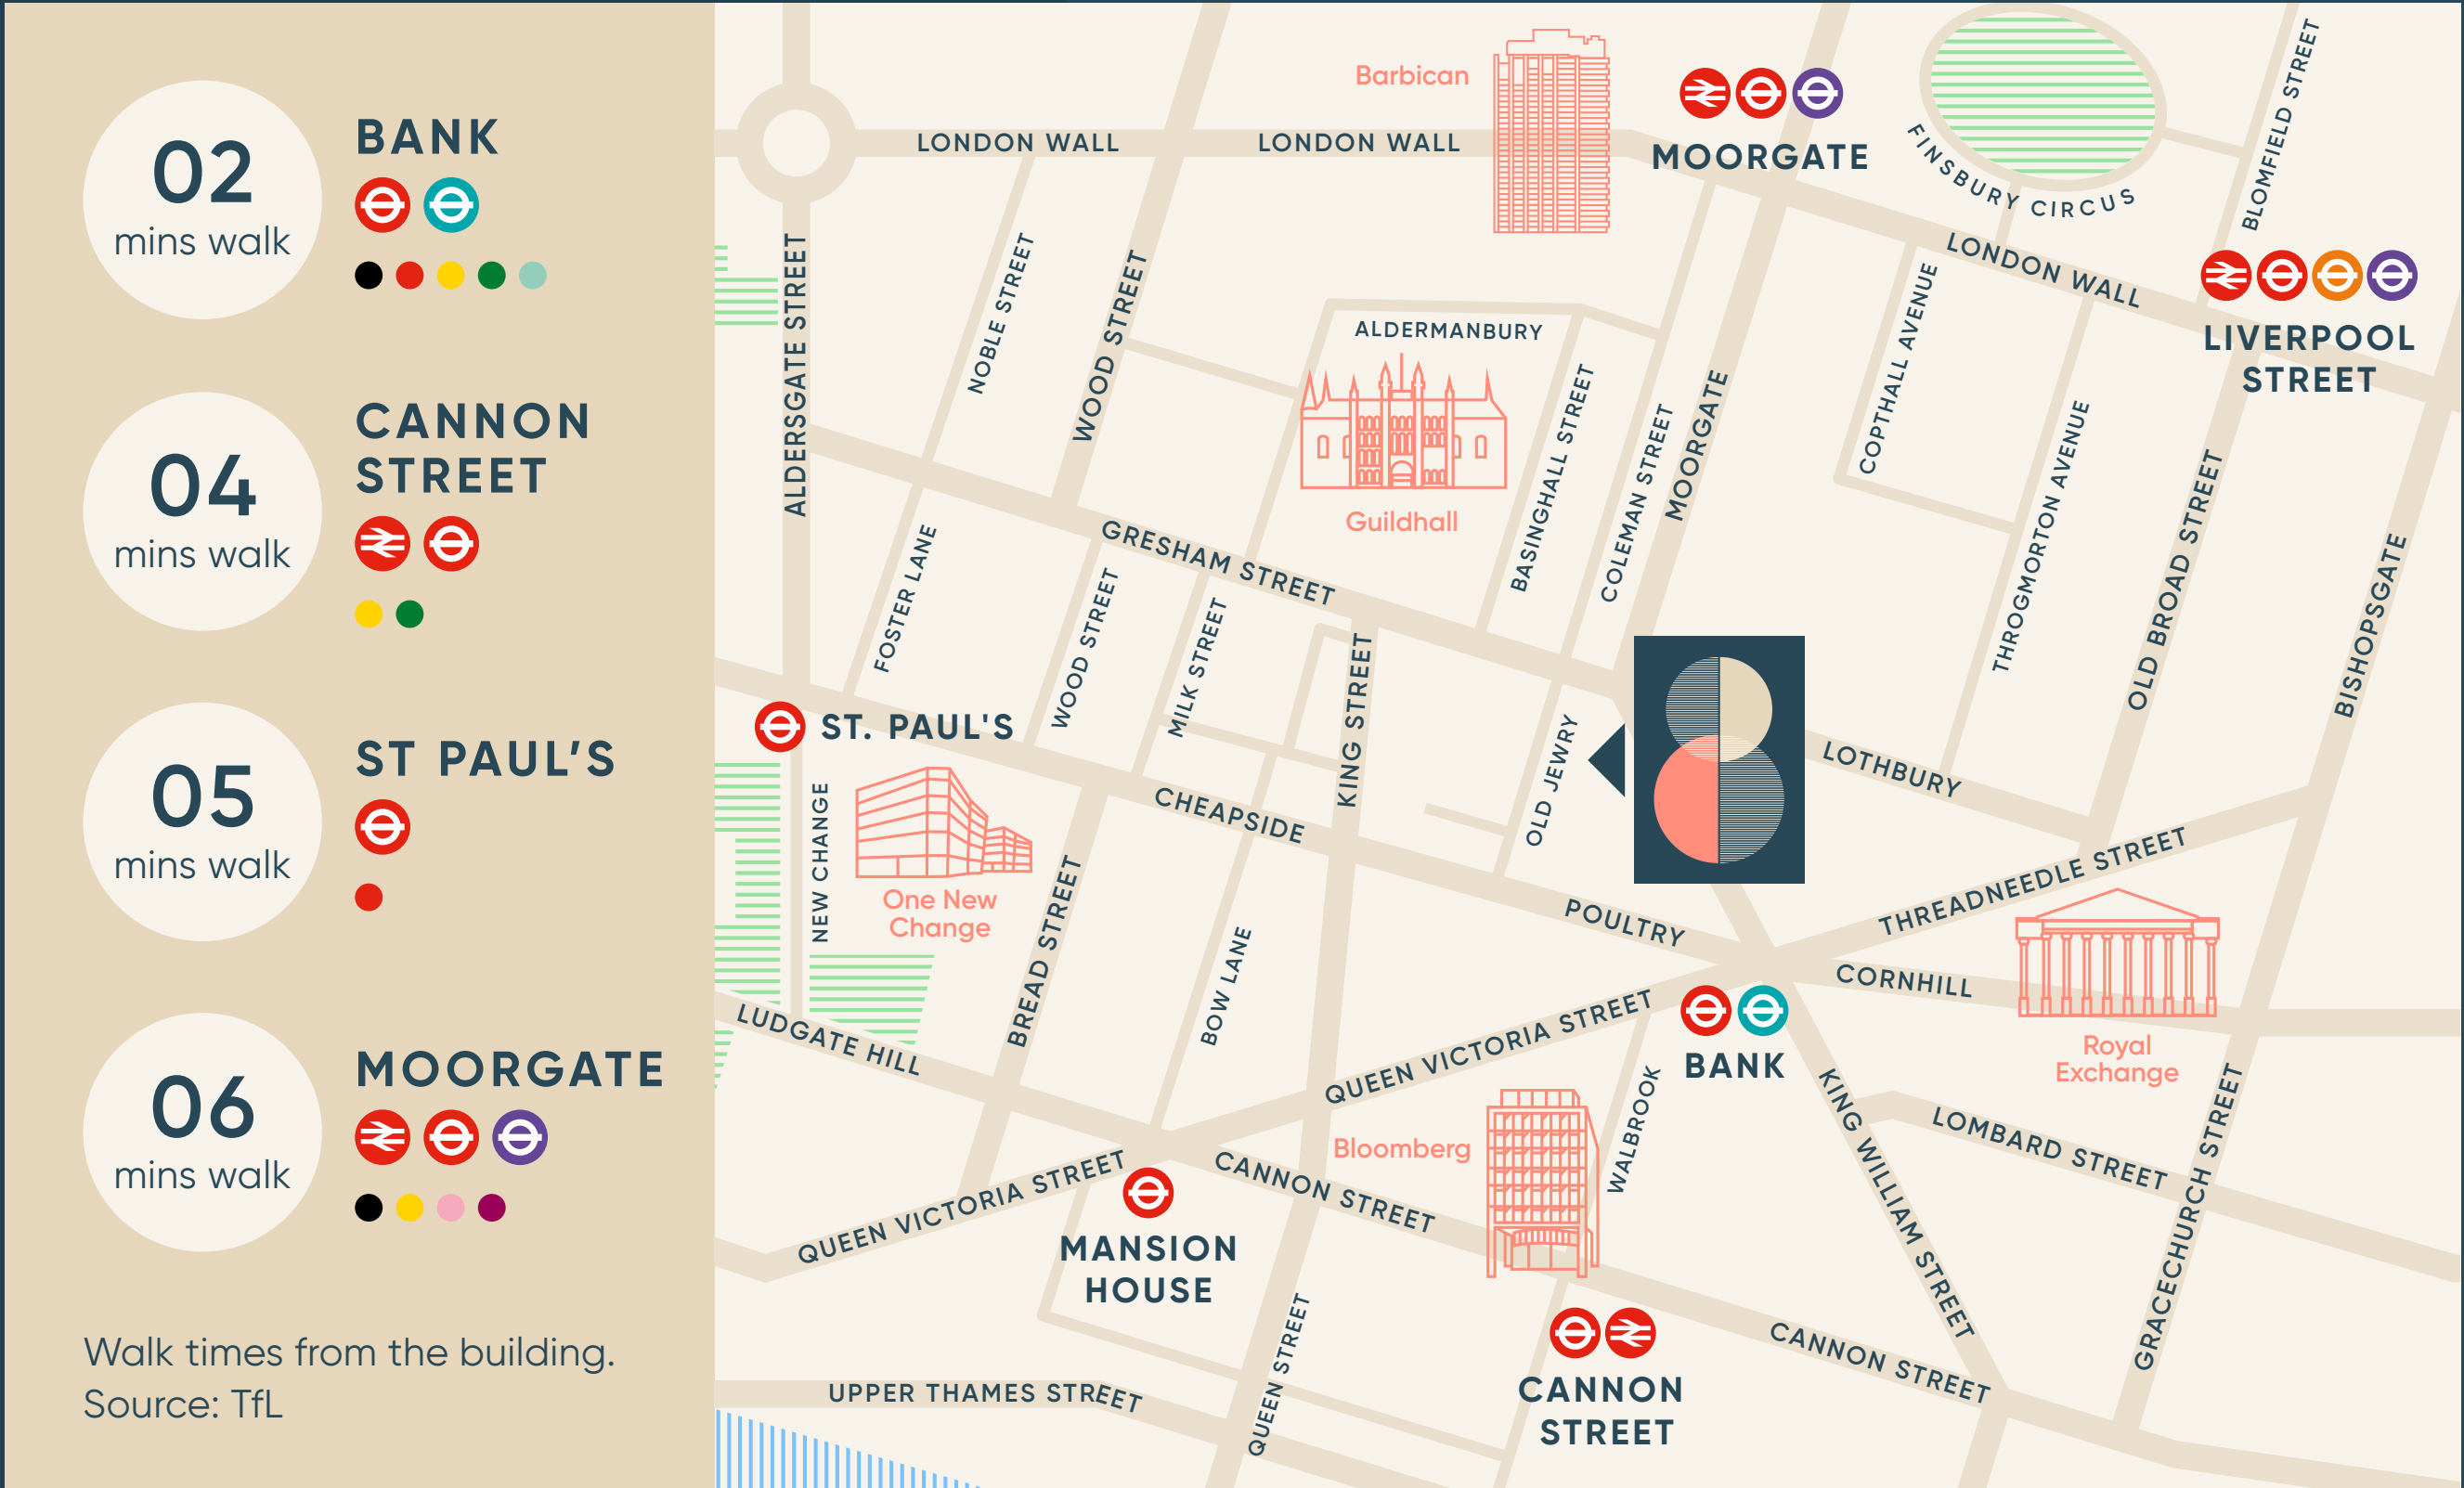 02
mins walk
BANK
04
mins walk
CANNON
STREET
05
mins walk
ST PAUL’S
06
mins walk
MOORGATE
Walk times from the building.
Source: TfL
Barbican
MOORGATE
LONDON WALL
LONDON WALL
FINSBURY CIRCUS
BLOMFIELD STREET
LONDON WALL
LIVERPOOL
STREET
ALDERSGATE STREET
NOBLE STREET
WOOD STREET
ALDERMANBURY
Guildhall
BASINGHALL STREET
COLEMAN STREET
MOORGATE
COPTHALL AVENUE
THROGMORTON AVENUE
OLD BROAD STREET
BISHOPSGATE
GRESHAM STREET
FOSTER LANE
WOOD STREET
MILK STREET
KING STREET
OLD JEWRY
LOTHBURY
ST. PAUL'S
NEW CHANGE
One New
Change
CHEAPSIDE
BREAD STREET
BOW LANE
POULTRY
THREADNEEDLE STREET
CORNHILL
Royal
Exchange
BANK
LUDGATE HILL
QUEEN VICTORIA STREET
WALBROOK
Bloomberg
KING WILLIAM STREET
LOMBARD STREET
GRACECHURCH STREET
QUEEN VICTORIA STREET
CANNON STREET
MANSION
HOUSE
QUEEN STREET
CANNON
STREET
CANNON STREET
UPPER THAMES STREET